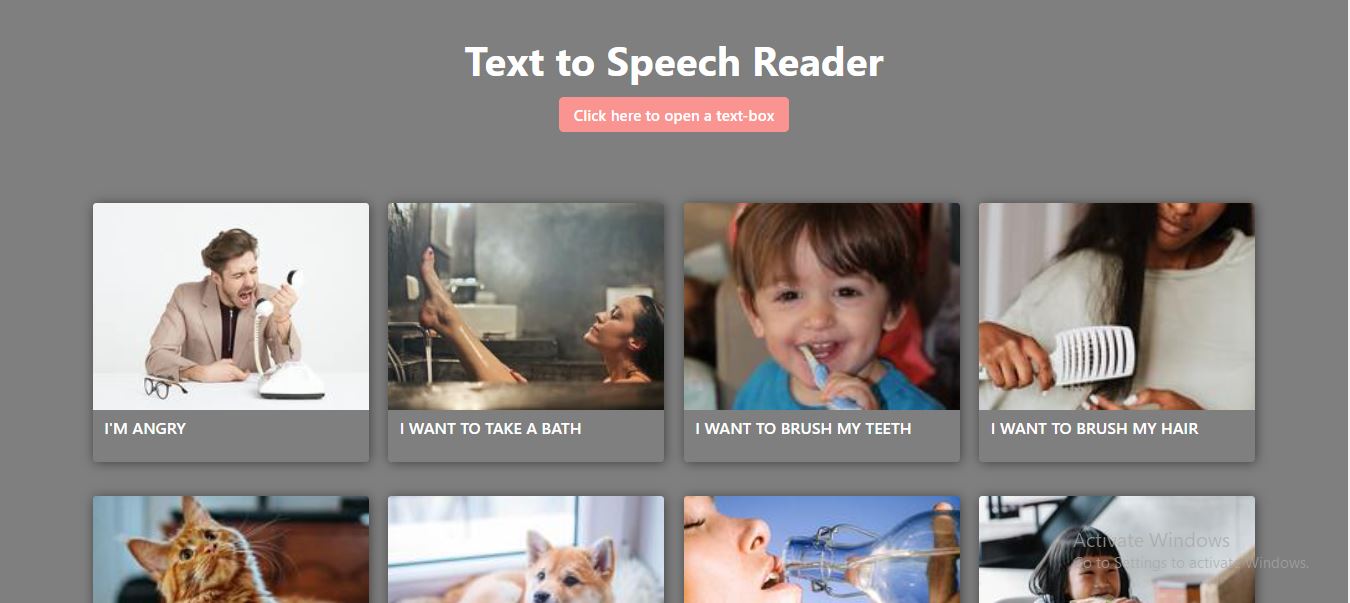 Text to Speech Reader
Click here to open a text-box
I'M ANGRY
I WANT TO TAKE A BATH
I WANT TO BRUSH MY TEETH
I WANT TO BRUSH MY HAIR
Activate Windows
Go to Settings to activate Windows.